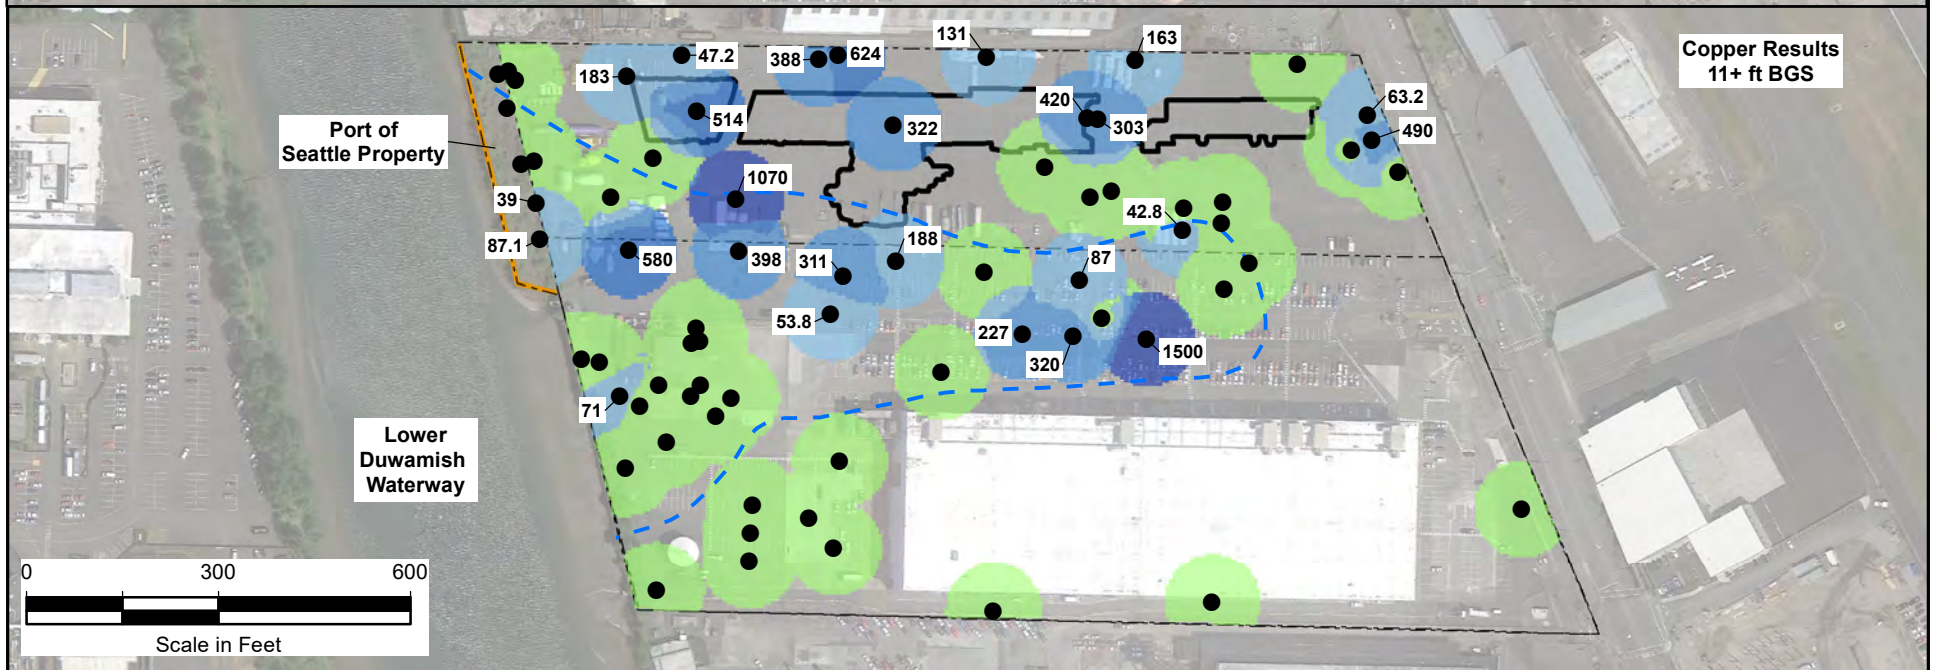 131
163
47.2
388
624
Copper Results
11+ ft BGS
183
420
63.2
514
322
303
490
Port of
Seattle Property
1070
39
42.8
87.1
188
580
398
311
87
53.8
227
320
1500
71
Lower
Duwamish
Waterway
0 300 600
Scale in Feet